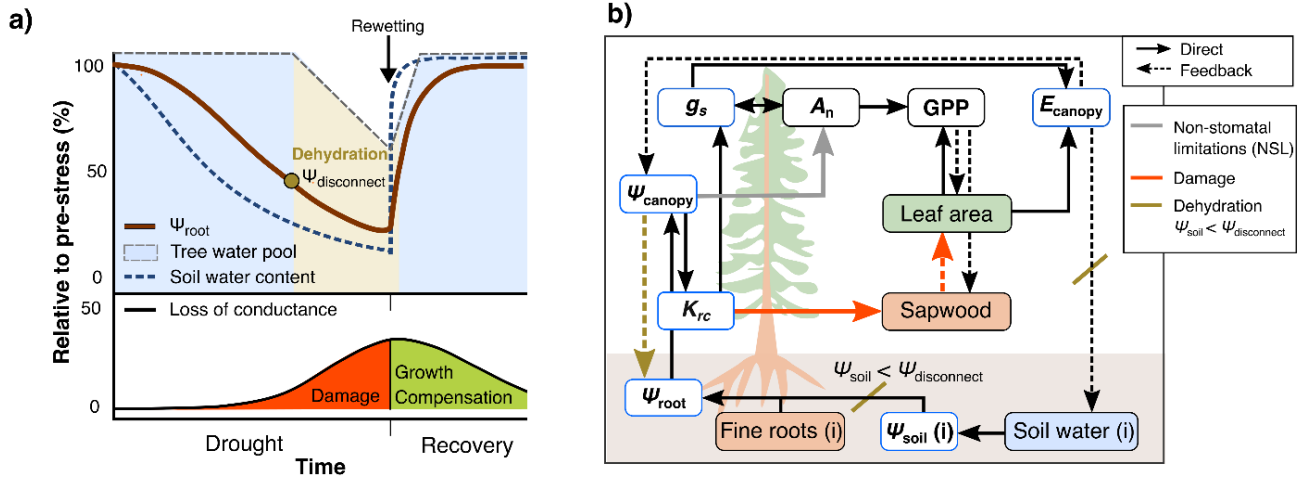 a)
Rewetting
Relative to pre-stress (%)
100
50
0
Dehydration
Ψdisconnect
Ψroot
Tree water pool
Soil water content
50
0
Loss of conductance
Damage
Growth
Compensation
Drought
Recovery
Time
b)
Direct
Feedback
Non-stomatal
limitations (NSL)
Damage
Dehydration
Ψsoil < Ψdisconnect
gs
An
GPP
Ecanopy
Ψcanopy
Leaf area
Krc
Sapwood
Ψsoil < Ψdisconnect
Ψroot
Fine roots (i)
Ψsoil (i)
Soil water (i)